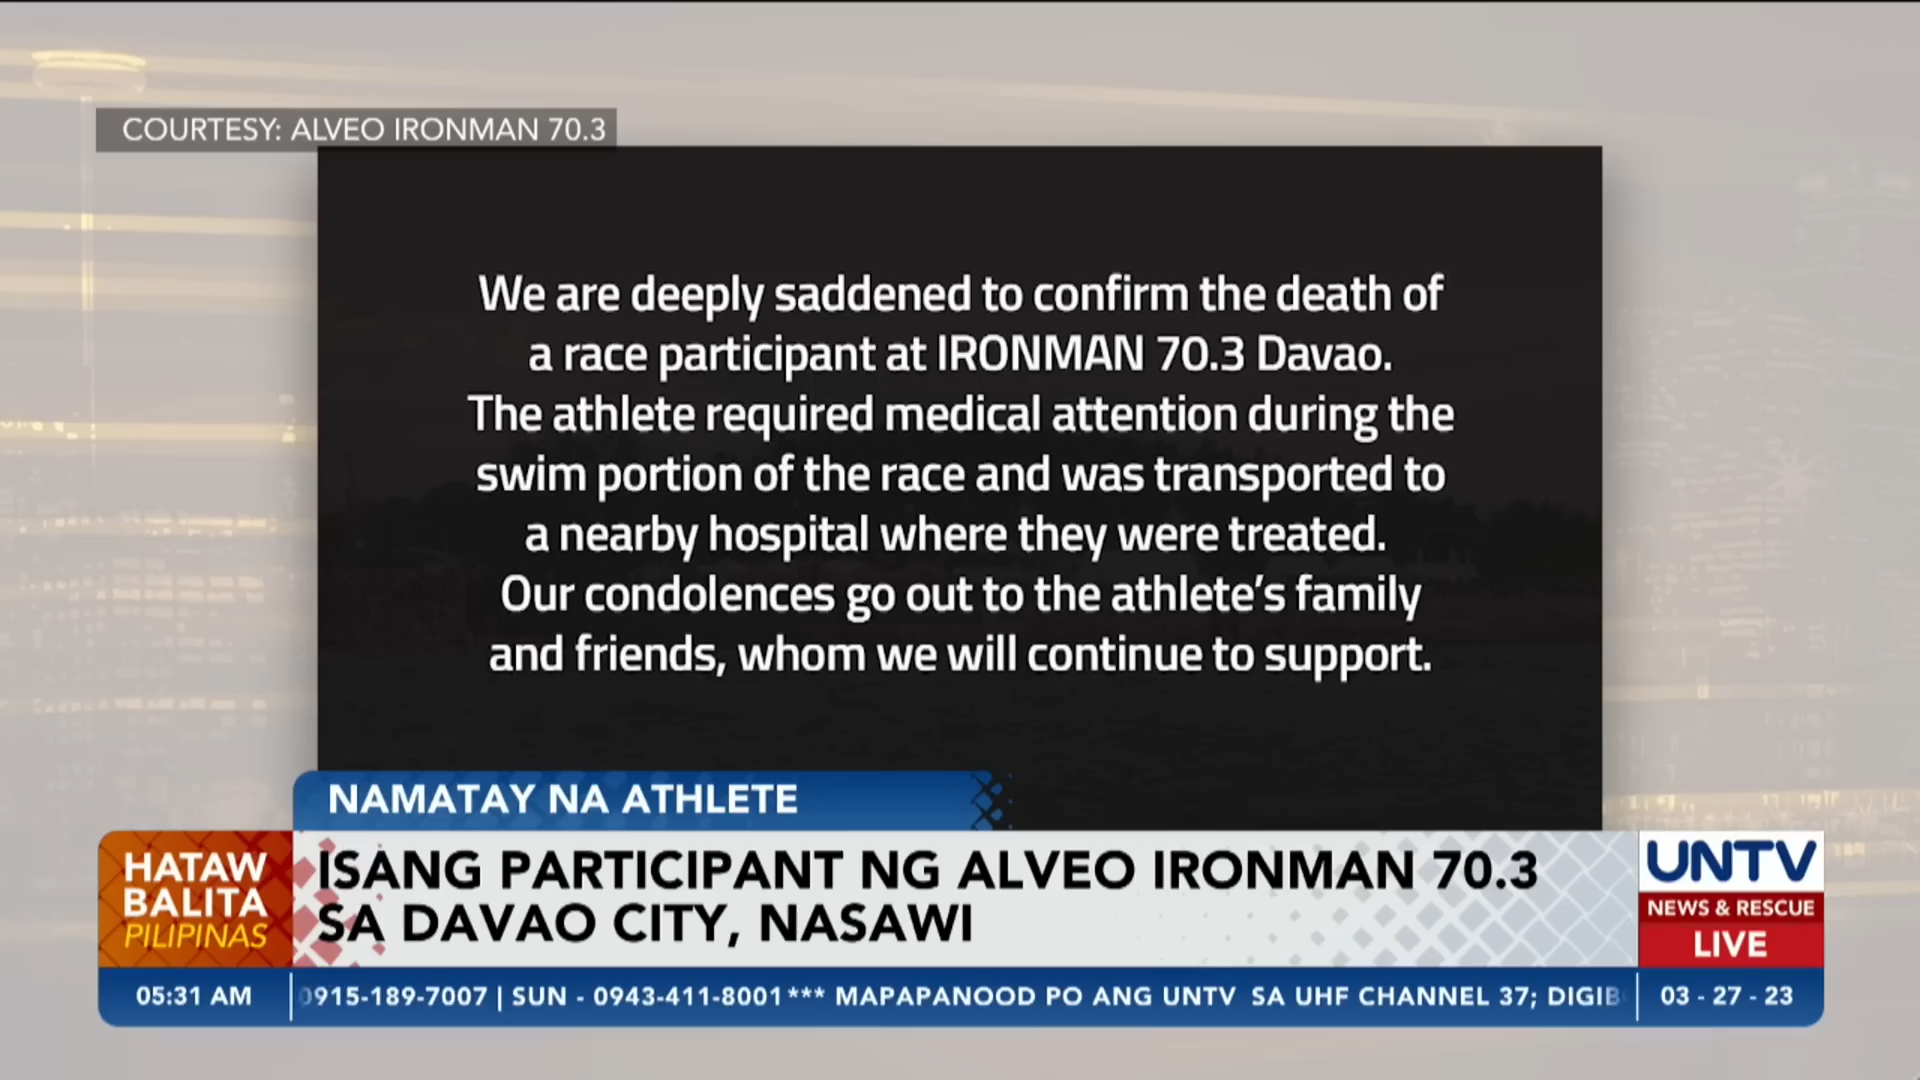 COURTESY: ALVEO IRONMAN 70.3
We are deeply saddened to confirm the death of
a race participant at IRONMAN 70.3 Davao.
The athlete required medical attention during the
swim portion of the race and was transported to
a nearby hospital where they were treated.
Our condolences go out to the athlete's family
and friends, whom we will continue to support.
NAMATAY NA ATHLETE
HATAW
BALITA
PILIPINAS
ISANG PARTICIPANT NG ALVEO IRONMAN 70.3
SA DAVAO CITY, NASAWI
UNTV
NEWS & RESCUE
LIVE
05:31 AM
0915-189-7007 | SUN - 0943-411-8001*** MAPAPANOOD PO ANG UNTV SA UHF CHANNEL 37; DIGIB
03 - 27 - 23